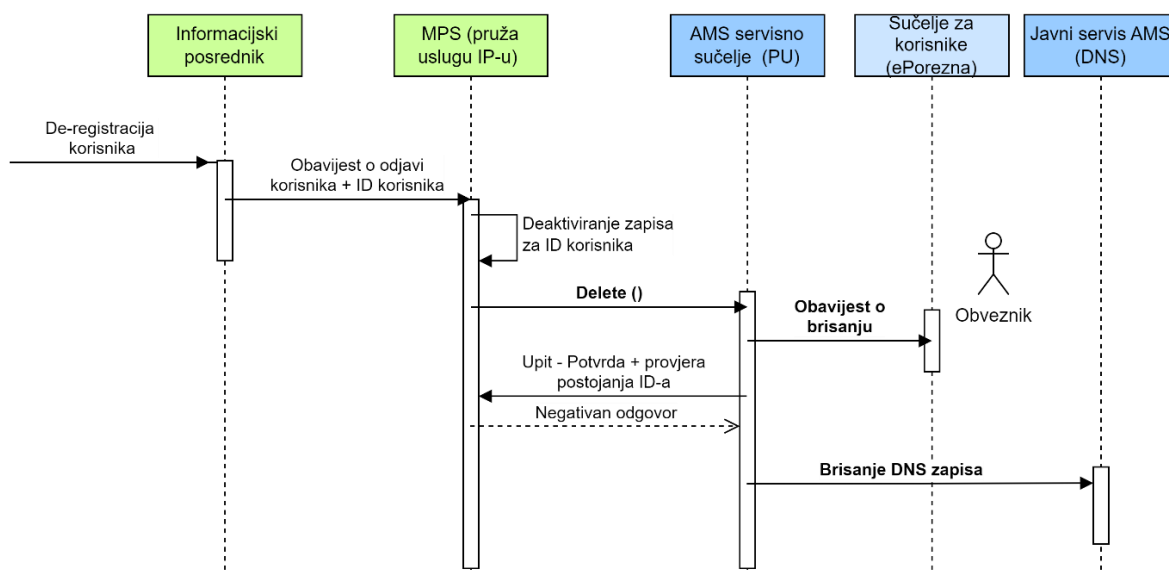 Informacijski
posrednik
MPS (pruža
uslugu IP-u)
AMS servisno
sučelje (PU)
Sučelje za
korisnike
(ePorezna)
Javni servis AMS
(DNS)
De-registracija
korisnika
Obavijest o odjavi
korisnika + ID korisnika
Deaktiviranje zapisa
za ID korisnika
Delete ()
Obavijest o
brisanju
Obveznik
Upit - Potvrda + provjera
postojanja ID-a
Negativan odgovor
Brisanje DNS zapisa